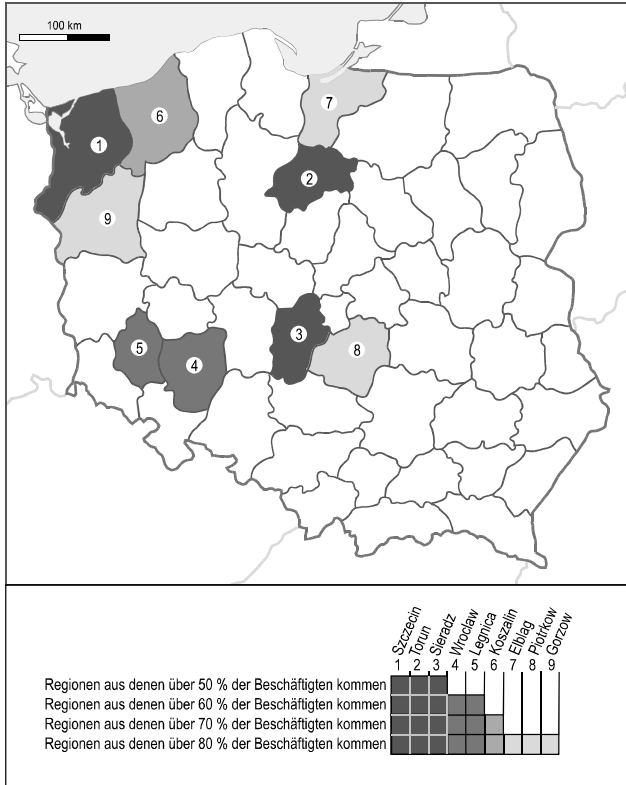 100 km
1
6
7
2
9
3
5
4
8
Szczecin
Torun
Sieradz
Wroclaw
Legnica
Koszalin
Elblag
Piotrkow
Gorzow
1 2 3 4 5 6 7 8 9
Regionen aus denen über 50 % der Beschäftigten kommen
Regionen aus denen über 60 % der Beschäftigten kommen
Regionen aus denen über 70 % der Beschäftigten kommen
Regionen aus denen über 80 % der Beschäftigten kommen